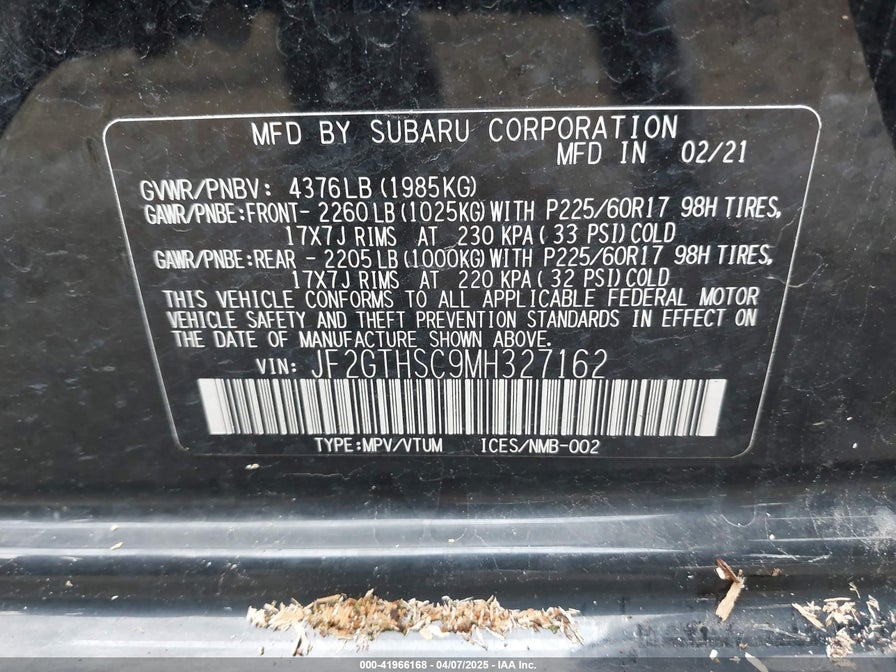 MFD BY SUBARU CORPORATION
MFD IN 02/21
GVWR/PNBV: 4376LB (1985KG)
GAWR/PNBE:FRONT- 2260 LB (1025KG) WITH P225/60R17 98H TIRES,
17X7J RIMS AT 230 KPA ( 33 PSI) COLD
GAWR/PNBE:REAR - 2205 LB (1000KG) WITH P225/60R17 98H TIRES,
17X7J RIMS AT 220 KPA ( 32 PSI) COLD
THIS VEHICLE CONFORMS TO ALL APPLICABLE FEDERAL MOTOR
VEHICLE SAFETY AND THEFT PREVENTION STANDARDS IN EFFECT ON
THE DATE OF MANUFACTURE SHOWN ABOVE.
VIN: JF2GTHSC9MH327162
TYPE:MPV/VTUM ICES/NMB-002
000-41966168 - 04/07/2025 - IAA Inc.